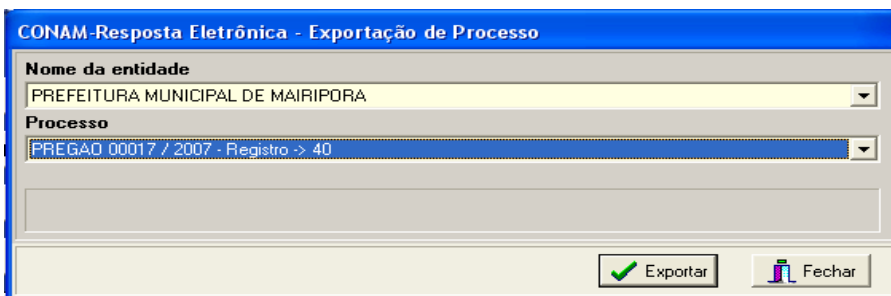 CONAM-Resposta Eletrônica - Exportação de Processo
Nome da entidade
PREFEITURA MUNICIPAL DE MAIRIPORA
Processo
PREGAO 00017 / 2007 - Registro -> 40
Exportar Fechar